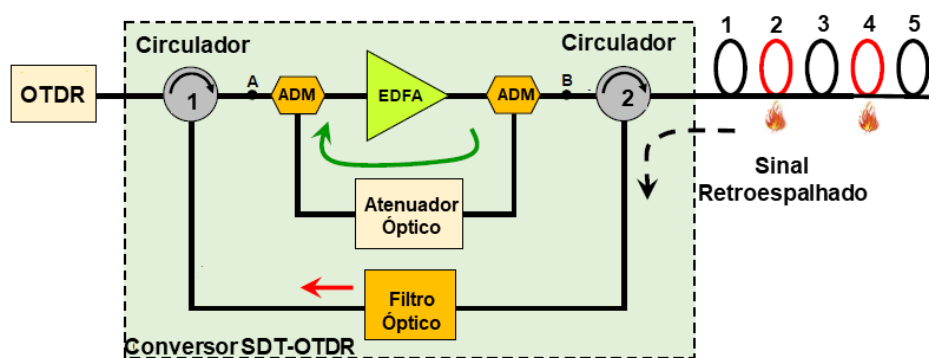 Circulador
Circulador
1 2 3 4 5
OTDR
1
A
ADM
EDFA
ADM
B
2
Atenuador
Óptico
Sinal
Retroespalhado
Filtro
Óptico
Conversor SDT-OTDR